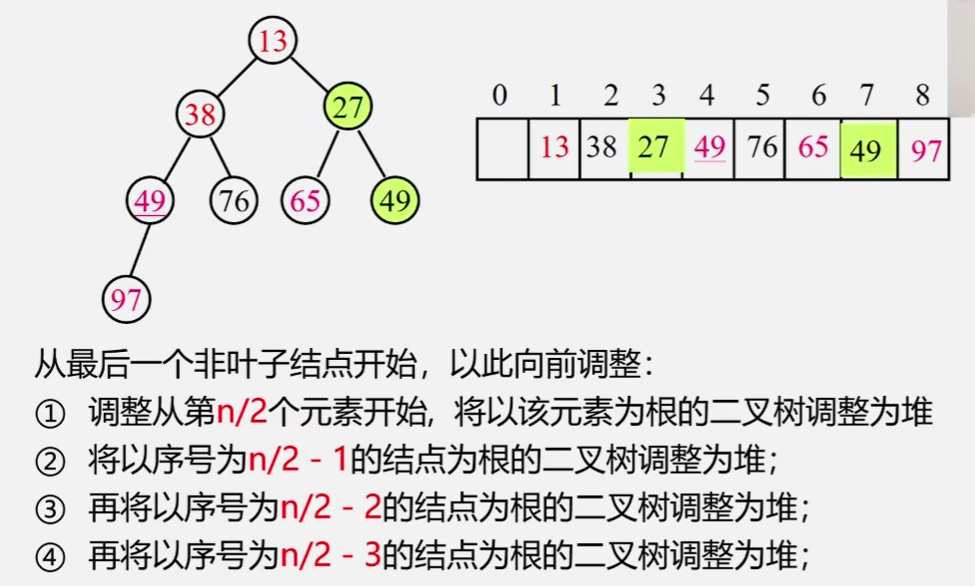 13
38 27
49 76 65 49
97
0 1 2 3 4 5 6 7 8
13 38 27 49 76 65 49 97
从最后一个非叶子结点开始，以此向前调整：
① 调整从第n/2个元素开始, 将以该元素为根的二叉树调整为堆
② 将以序号为n/2 - 1的结点为根的二叉树调整为堆；
③ 再将以序号为n/2 - 2的结点为根的二叉树调整为堆；
④ 再将以序号为n/2 - 3的结点为根的二叉树调整为堆；